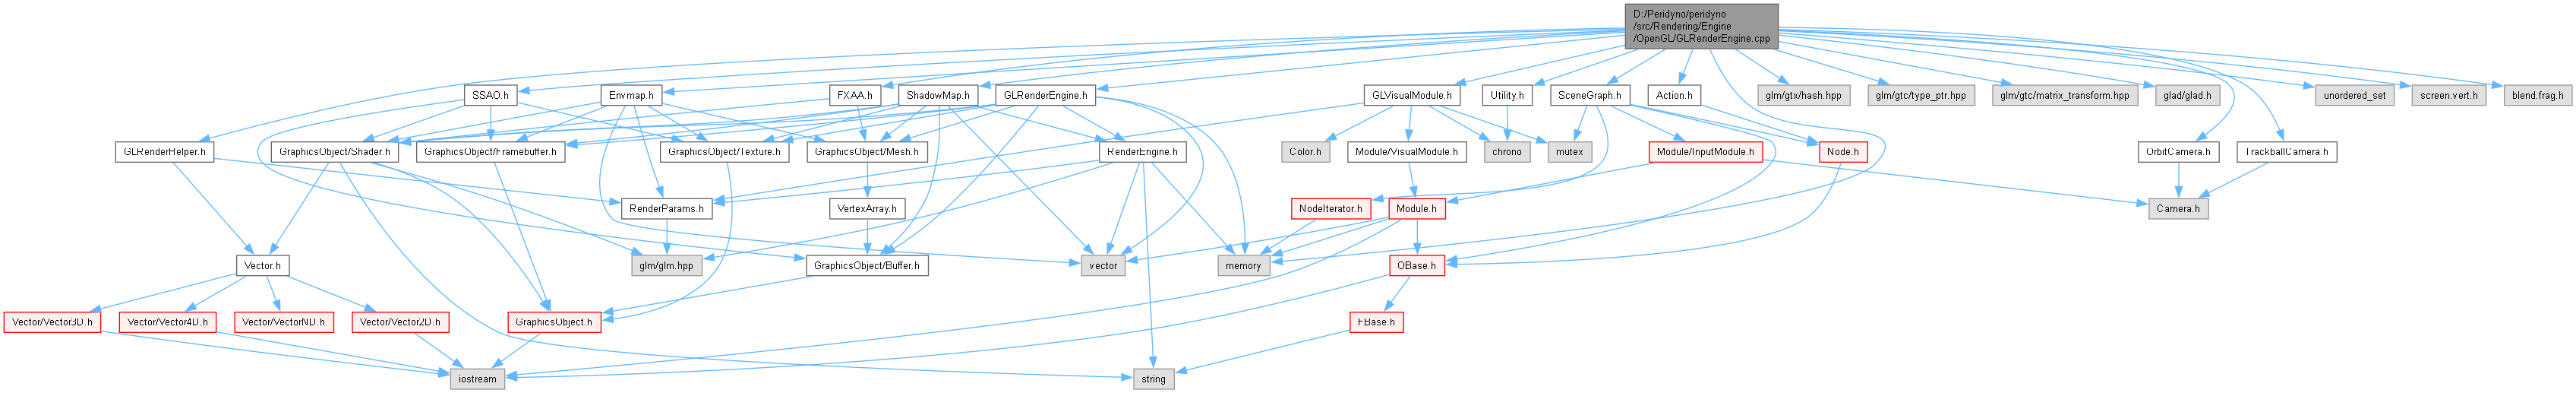 D:/Peridyno/peridyno
/src/Rendering/Engine
/OpenGL/GLRenderEngine.cpp
SSAO.h
Envmap.h
FXAA.h
ShadowMap.h
GLRenderEngine.h
GLVisualModule.h
Utility.h
SceneGraph.h
Action.h
glm/gtx/hash.hpp
glm/gtc/type_ptr.hpp
glm/gtc/matrix_transform.hpp
glad/glad.h
unordered_set
screen.vert.h
blend.frag.h
GLRenderHelper.h
GraphicsObject/Shader.h
GraphicsObject/Framebuffer.h
GraphicsObject/Texture.h
GraphicsObject/Mesh.h
RenderEngine.h
Color.h
Module/VisualModule.h
chrono
mutex
Module/InputModule.h
Node.h
OrbitCamera.h
TrackballCamera.h
RenderParams.h
VertexArray.h
NodeIterator.h
Module.h
Camera.h
Vector.h
glm/glm.hpp
GraphicsObject/Buffer.h
vector
memory
OBase.h
Vector/Vector3D.h
Vector/Vector4D.h
Vector/VectorND.h
Vector/Vector2D.h
GraphicsObject.h
FBase.h
iostream
string